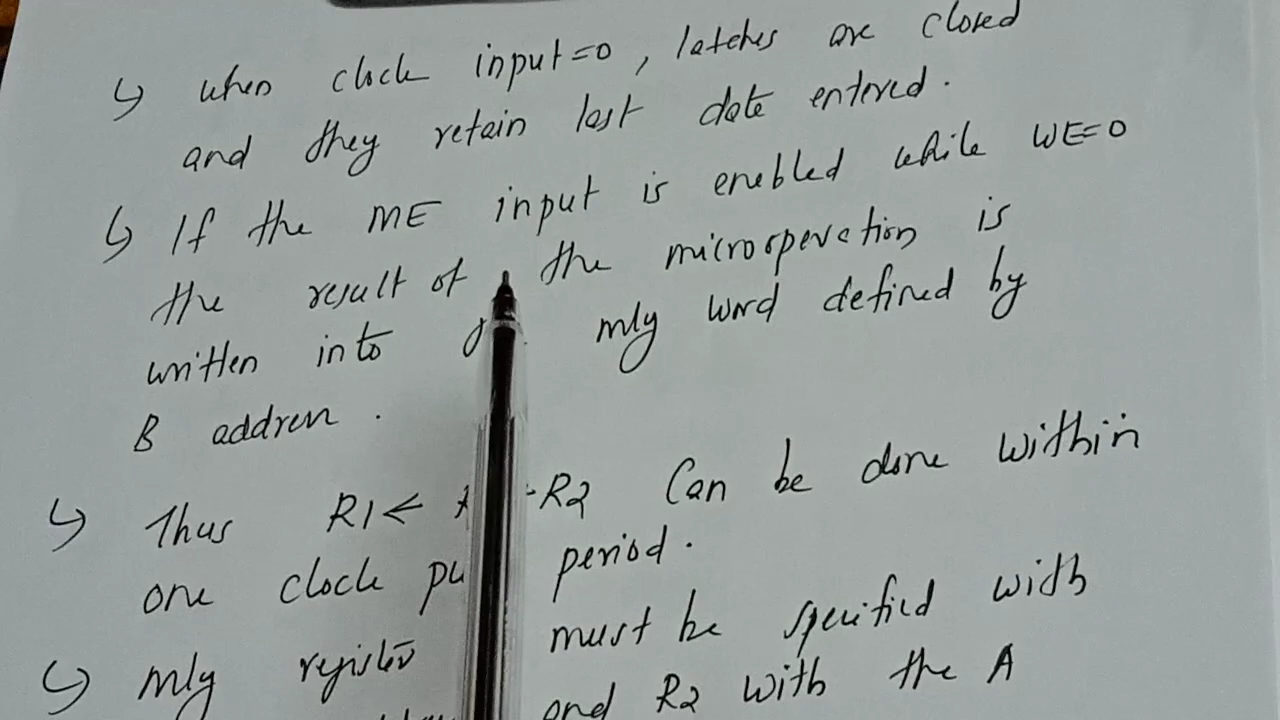 ↳ when clock input=0, latches are closed
and they retain last data entered.
↳ If the ME input is enabled while WE=0
the result of the microoperation is
written into mly word defined by
B address.
↳ Thus R1← -R2 can be done within
one clock period.
↳ mly register must be specified with
and R2 with the A